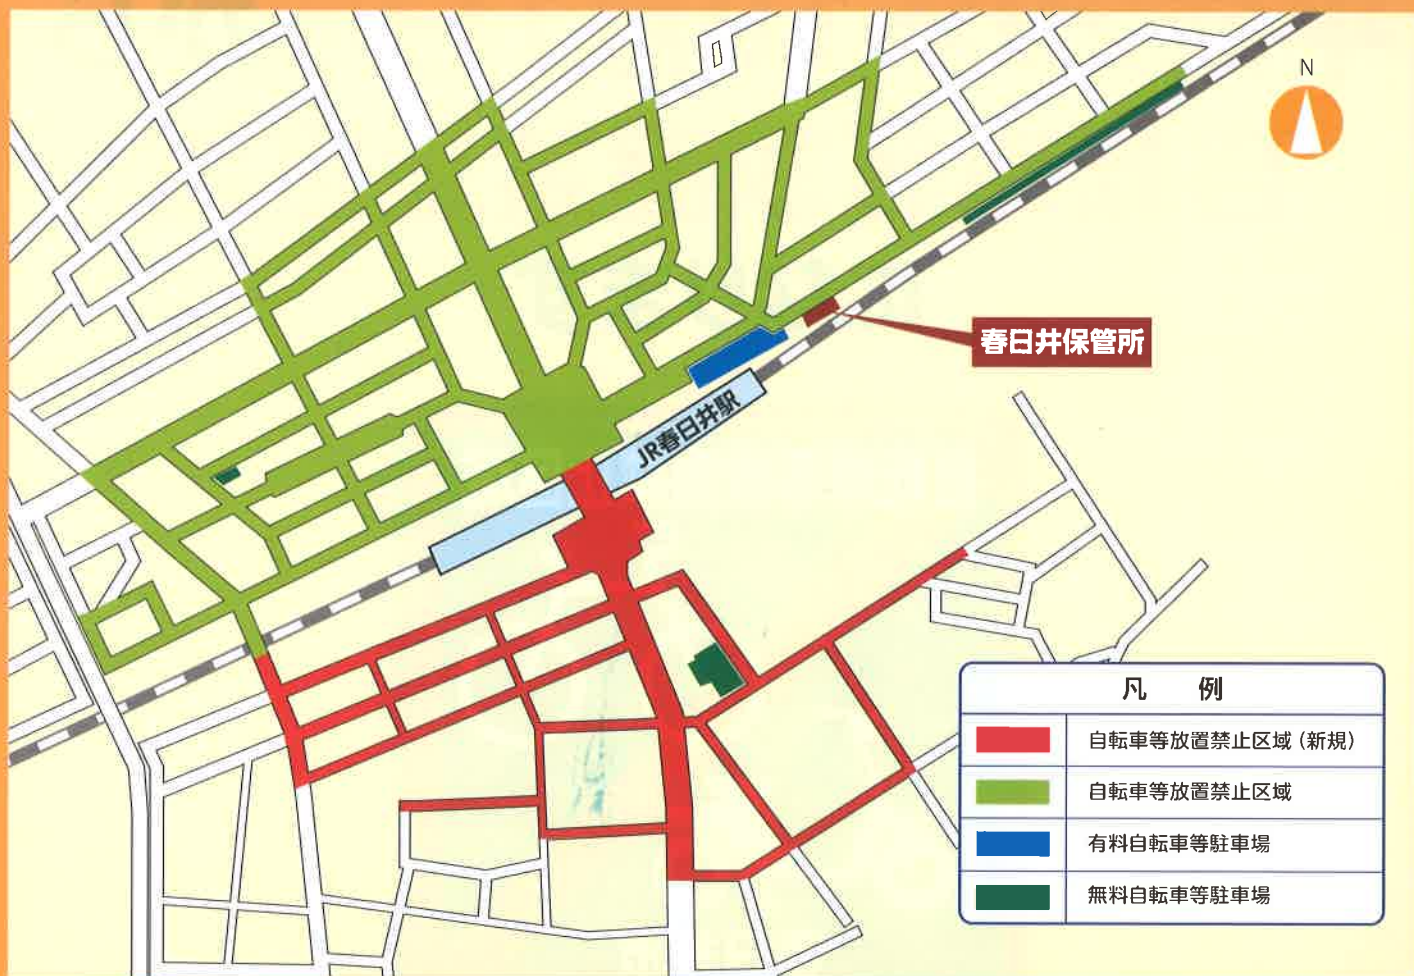 N
春日井保管所
JR春日井駅
凡 例
自転車等放置禁止区域(新規)
自転車等放置禁止区域
有料自転車等駐車場
無料自転車等駐車場